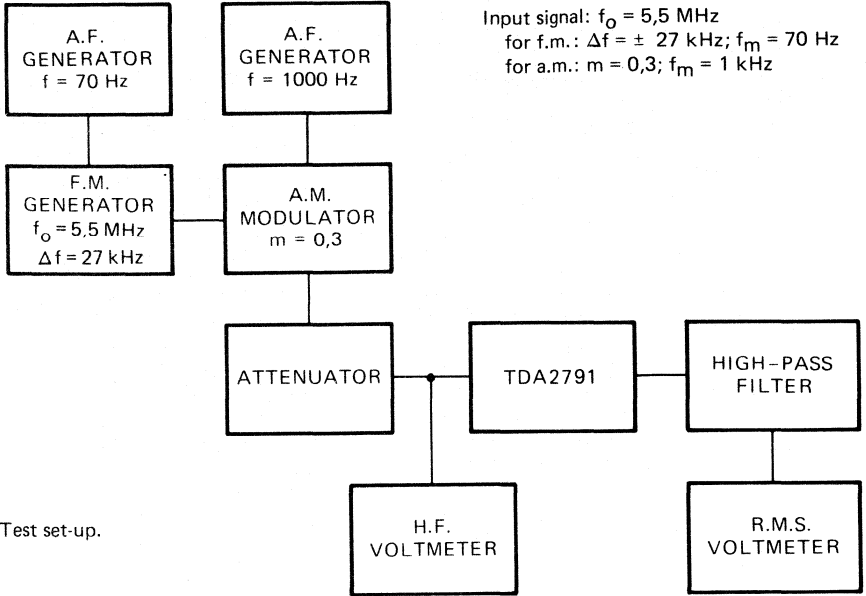 A.F.
GENERATOR
f = 70 Hz
A.F.
GENERATOR
f = 1000 Hz
Input signal: fo = 5,5 MHz
for f.m.: Δf = ± 27 kHz; fm = 70 Hz
for a.m.: m = 0,3; fm = 1 kHz
F.M.
GENERATOR
fo = 5,5 MHz
Δf = 27 kHz
A.M.
MODULATOR
m = 0,3
ATTENUATOR
TDA2791
HIGH-PASS
FILTER
Test set-up.
H.F.
VOLTMETER
R.M.S.
VOLTMETER